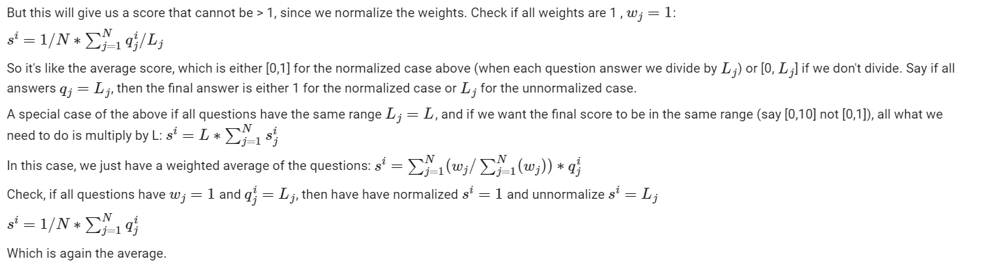 But this will give us a score that cannot be > 1, since we normalize the weights. Check if all weights are 1 , $w_j = 1$:
$s^i = 1/N * \sum_{j=1}^{N} q_j^i/L_j$
So it's like the average score, which is either [0,1] for the normalized case above (when each question answer we divide by $L_j$) or [0, $L_j$] if we don't divide. Say if all
answers $q_j = L_j$, then the final answer is either 1 for the normalized case or $L_j$ for the unnormalized case.
A special case of the above if all questions have the same range $L_j = L$, and if we want the final score to be in the same range (say [0,10] not [0,1]), all what we
need to do is multiply by L: $s^i = L * \sum_{j=1}^{N} s_j^i$
In this case, we just have a weighted average of the questions: $s^i = \sum_{j=1}^{N} (w_j/ \sum_{j=1}^{N} (w_j)) * q_j^i$
Check, if all questions have $w_j = 1$ and $q_j^i = L_j$, then have have normalized $s^i = 1$ and unnormalize $s^i = L_j$
$s^i = 1/N * \sum_{j=1}^{N} q_j^i$
Which is again the average.